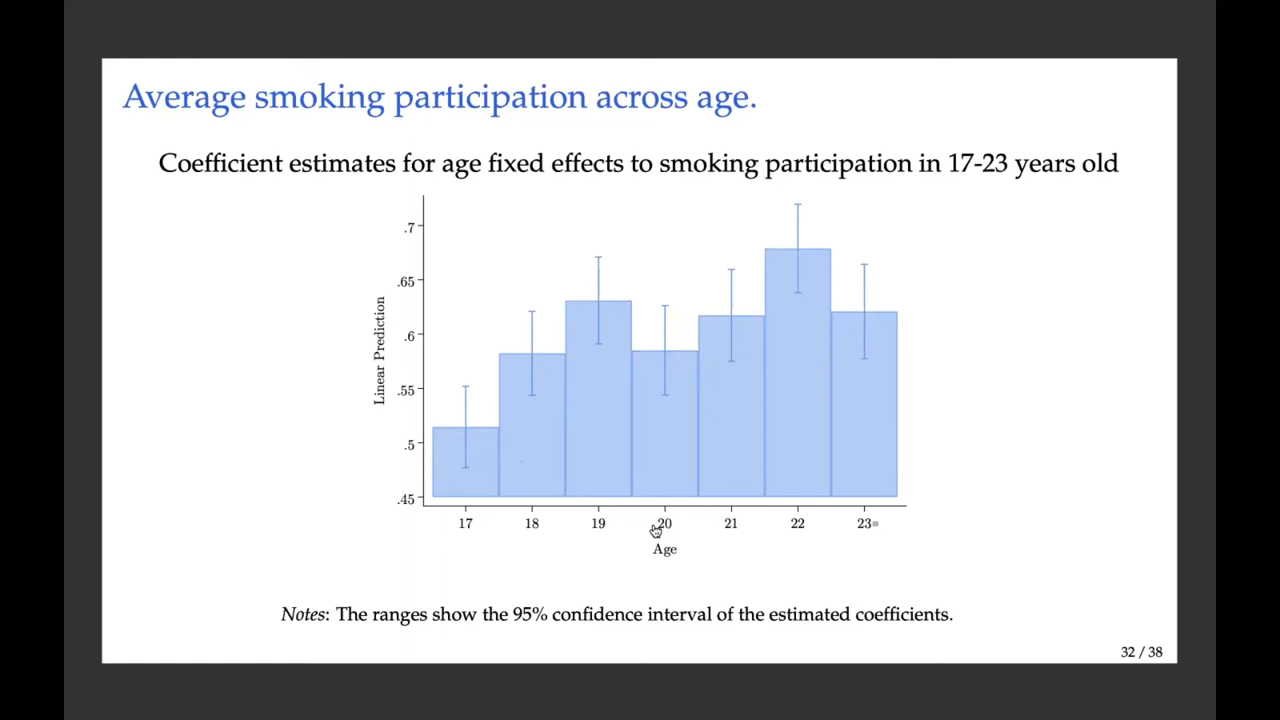 Average smoking participation across age.
Coefficient estimates for age fixed effects to smoking participation in 17-23 years old
.7
.65
.6
.55
.5
.45
Linear Prediction
17 18 19 20 21 22 23
Age
Notes: The ranges show the 95% confidence interval of the estimated coefficients.
32 / 38